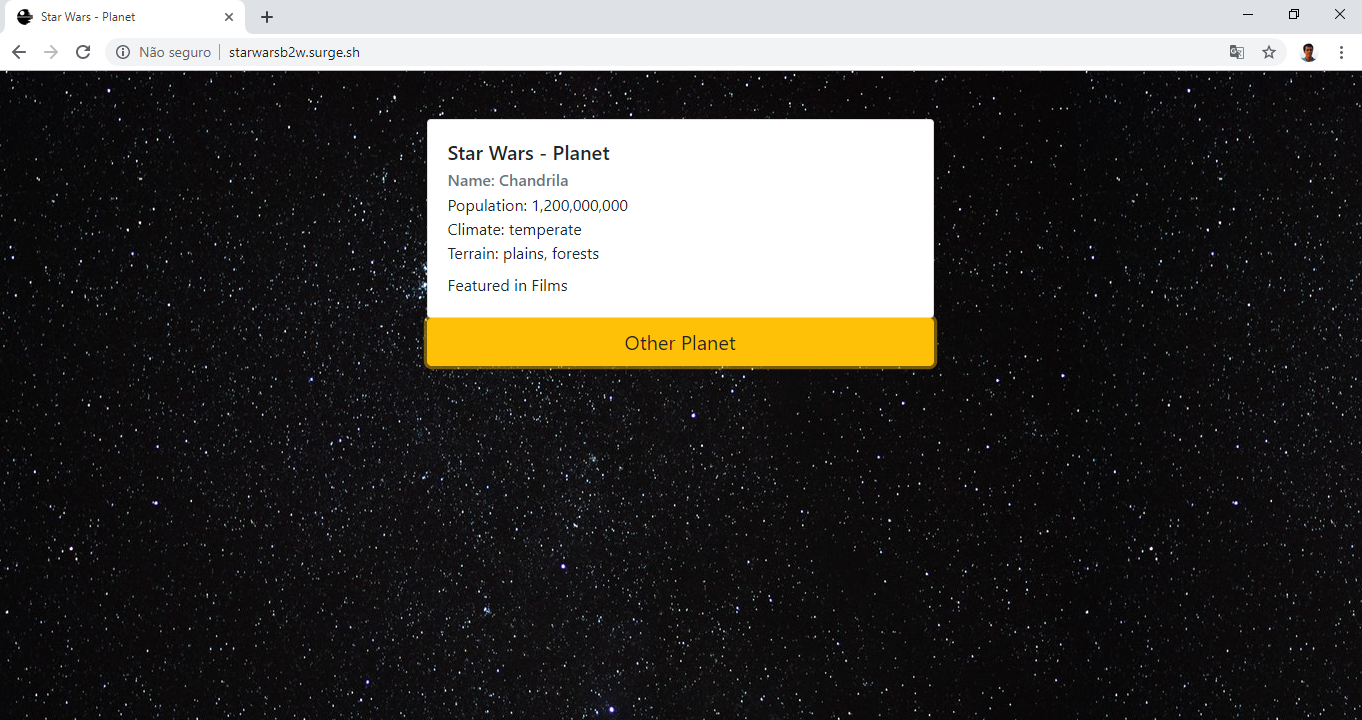 Star Wars - Planet
Não seguro
starwarsb2w.surge.sh
Star Wars - Planet
Name: Chandrila
Population: 1,200,000,000
Climate: temperate
Terrain: plains, forests
Featured in Films
Other Planet